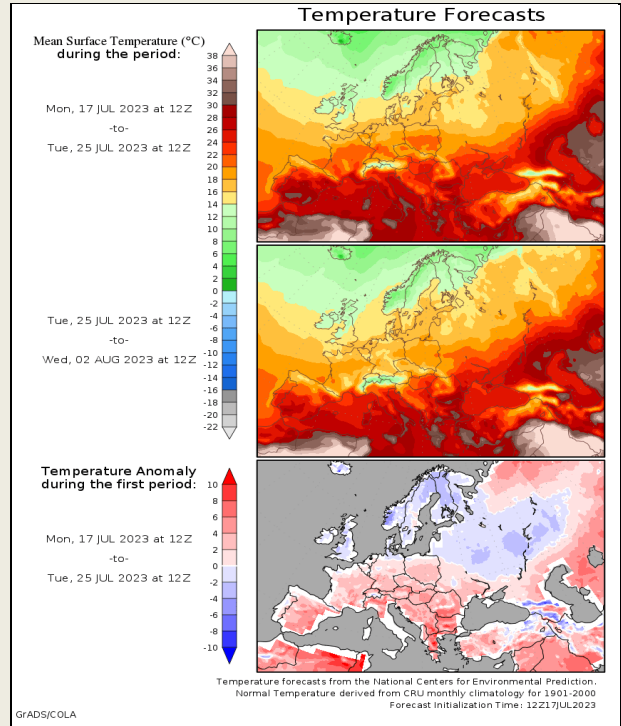 Temperature Forecasts
Mean Surface Temperature (°C)
during the period:
Mon, 17 JUL 2023 at 12Z
-to-
Tue, 25 JUL 2023 at 12Z
38
36
34
32
30
28
26
24
22
20
18
16
14
12
10
8
6
4
2
0
-2
-4
-6
-8
-10
-12
-14
-16
-18
-20
-22
Tue, 25 JUL 2023 at 12Z
-to-
Wed, 02 AUG 2023 at 12Z
Temperature Anomaly
during the first period:
Mon, 17 JUL 2023 at 12Z
-to-
Tue, 25 JUL 2023 at 12Z
10
8
6
4
2
0
-2
-4
-6
-8
-10
Temperature forecasts from the National Centers for Environmental Prediction.
Normal Temperature derived from CRU monthly climatology for 1901-2000
Forecast Initialization Time: 12Z17JUL2023
GrADS/COLA